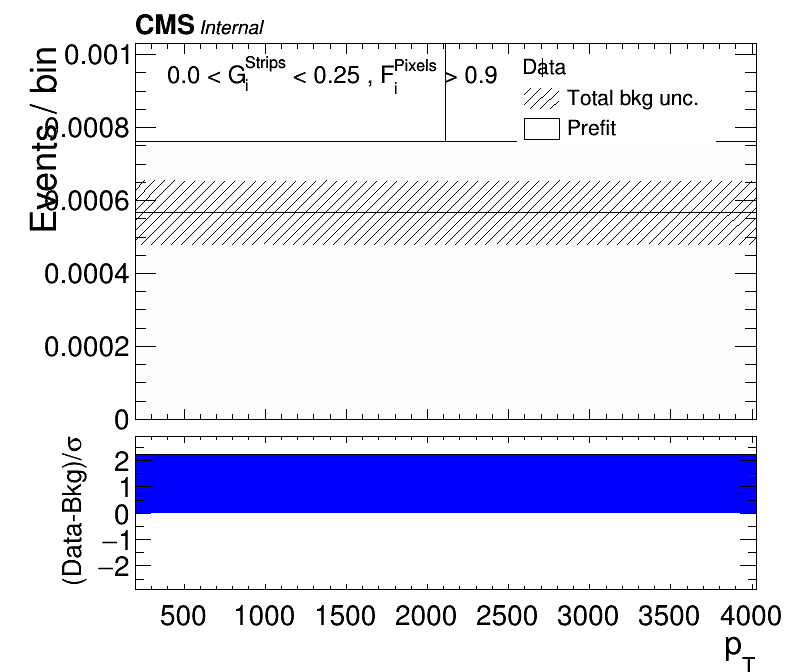 CMS Internal
Events / bin
0.001
0.0008
0.0006
0.0004
0.0002
0
0.0 < G_i^Strips < 0.25 , F_i^Pixels > 0.9
Data
Total bkg unc.
Prefit
(Data-Bkg)/σ
2
1
0
−1
−2
500 1000 1500 2000 2500 3000 3500 4000
p_T